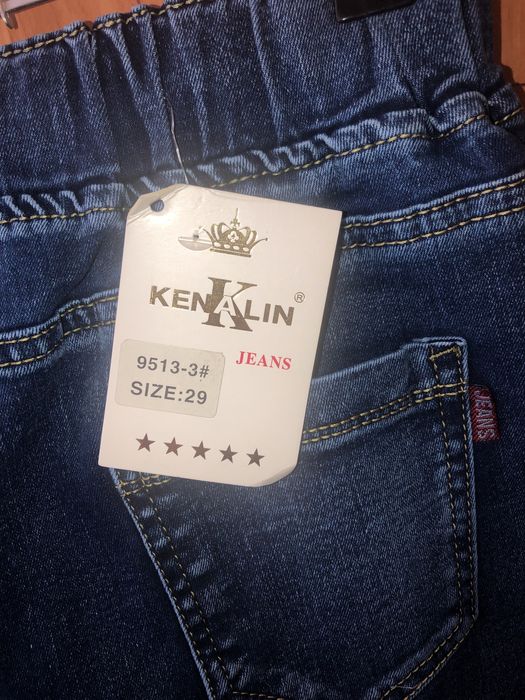 KENALIN®
K
JEANS
9513-3#
SIZE:29
JEANS